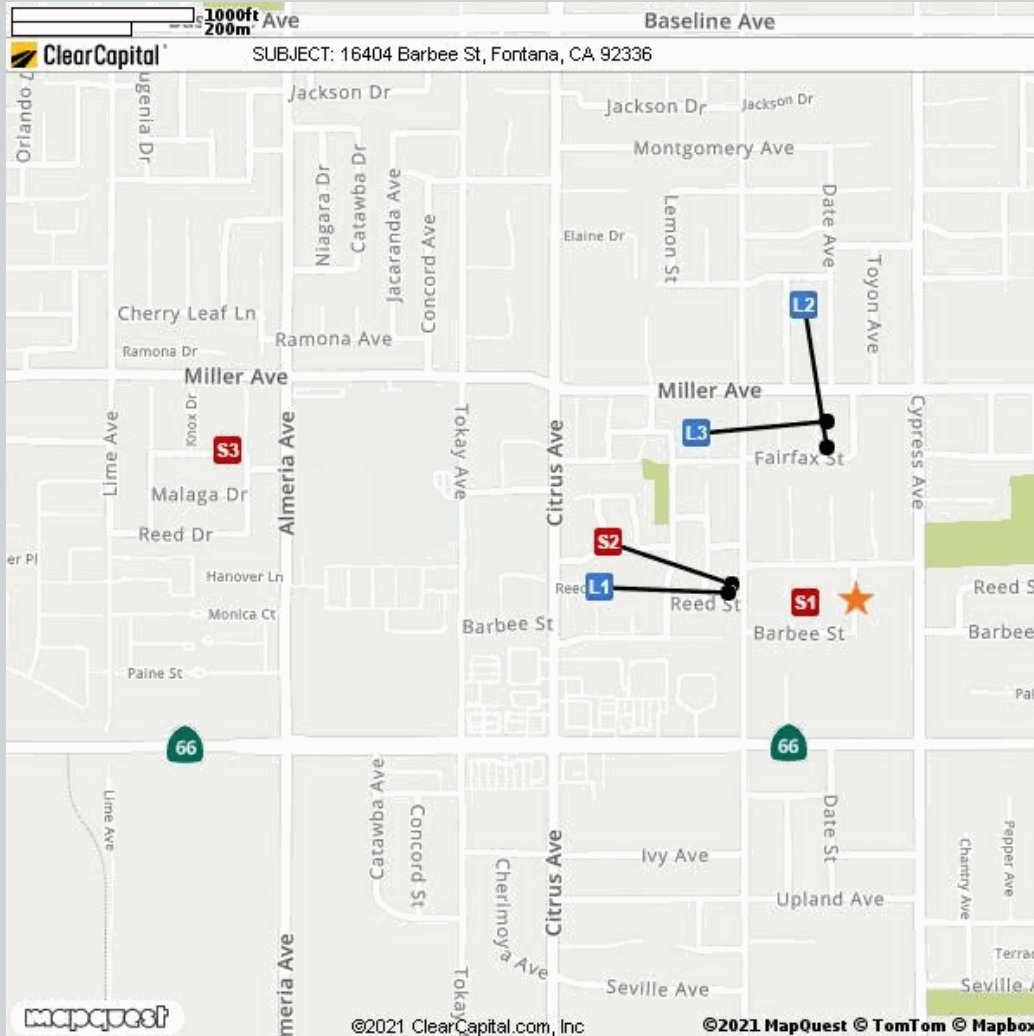 1000ft
200m
Ave
Baseline Ave
ClearCapital
SUBJECT: 16404 Barbee St, Fontana, CA 92336
Jackson Dr
Jackson Dr
Jackson Dr
Montgomery Ave
Niagara Dr
Catawba Dr
Jacaranda Ave
Concord Ave
Elaine Dr
Lemon St
Date Ave
Toyon Ave
L2
Cherry Leaf Ln
Ramona Ave
Ramona Dr
Miller Ave
Miller Ave
Knox Dr
Lime Ave
Almeria Ave
Tokay Ave
Citrus Ave
Cypress Ave
L3
S3
Fairfax St
Malaga Dr
Reed Dr
S2
er Pl
Hanover Ln
Reed
L1
Reed St
S1
Reed S
Monica Ct
Barbee St
Barbee St
Barbee
Paine St
66
66
Lime Ave
Catawba Ave
Concord St
Cherimoya Ave
Citrus Ave
Date St
Ivy Ave
Chantry Ave
Pepper Ave
Upland Ave
meria Ave
Tokay
Seville Ave
Seville
mapquest
©2021 ClearCapital.com, Inc
©2021 MapQuest © TomTom © Mapbox